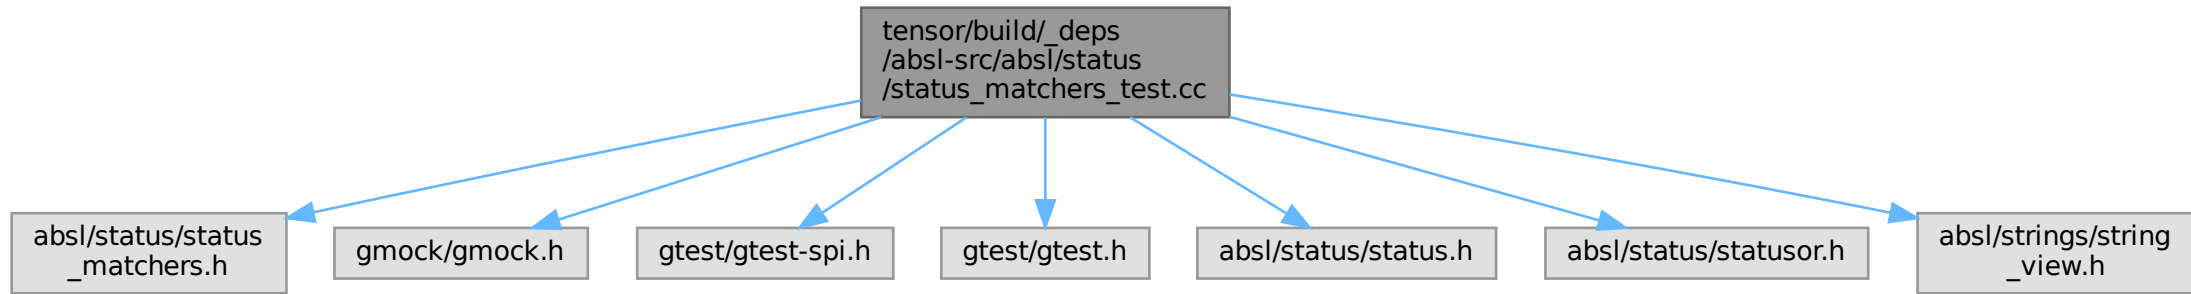 tensor/build/_deps
/absl-src/absl/status
/status_matchers_test.cc
absl/status/status
_matchers.h
gmock/gmock.h
gtest/gtest-spi.h
gtest/gtest.h
absl/status/status.h
absl/status/statusor.h
absl/strings/string
_view.h